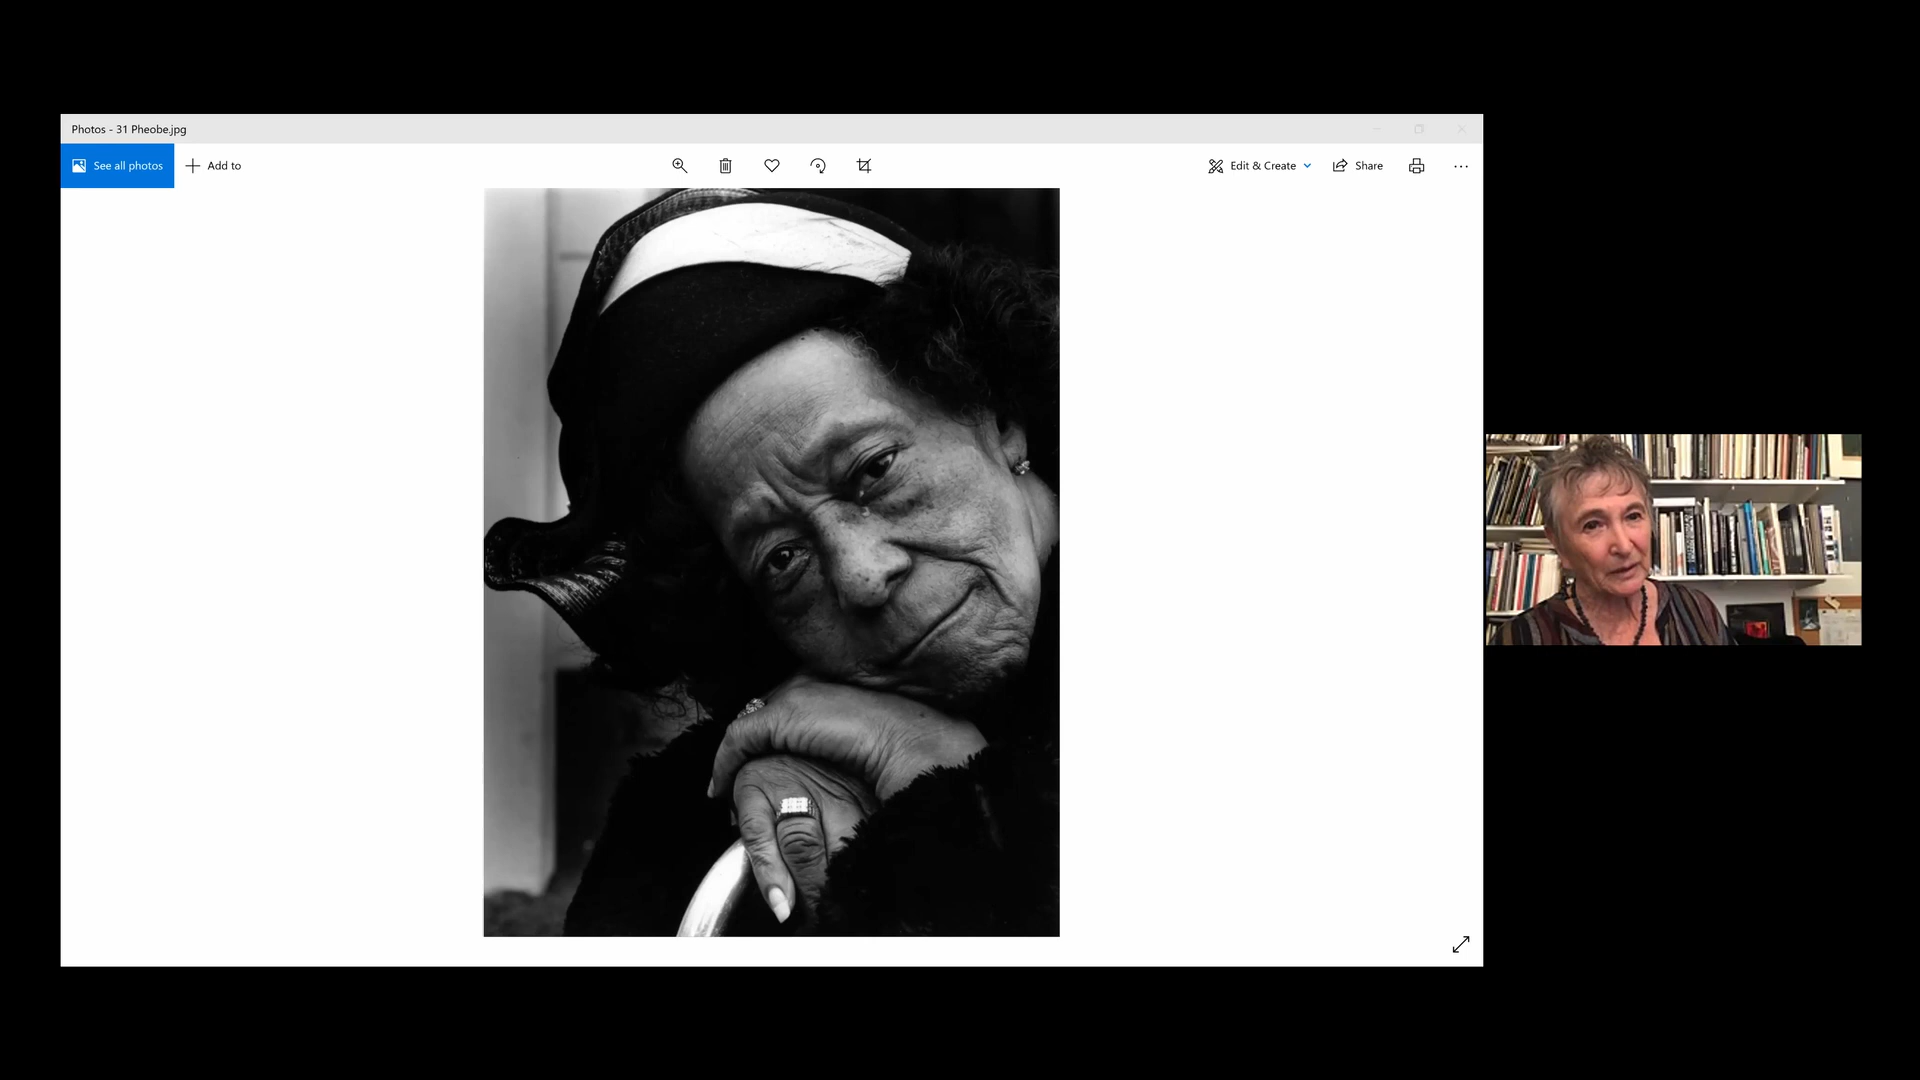 Photos - 31 Pheobe.jpg
See all photos
Add to
Edit & Create
Share